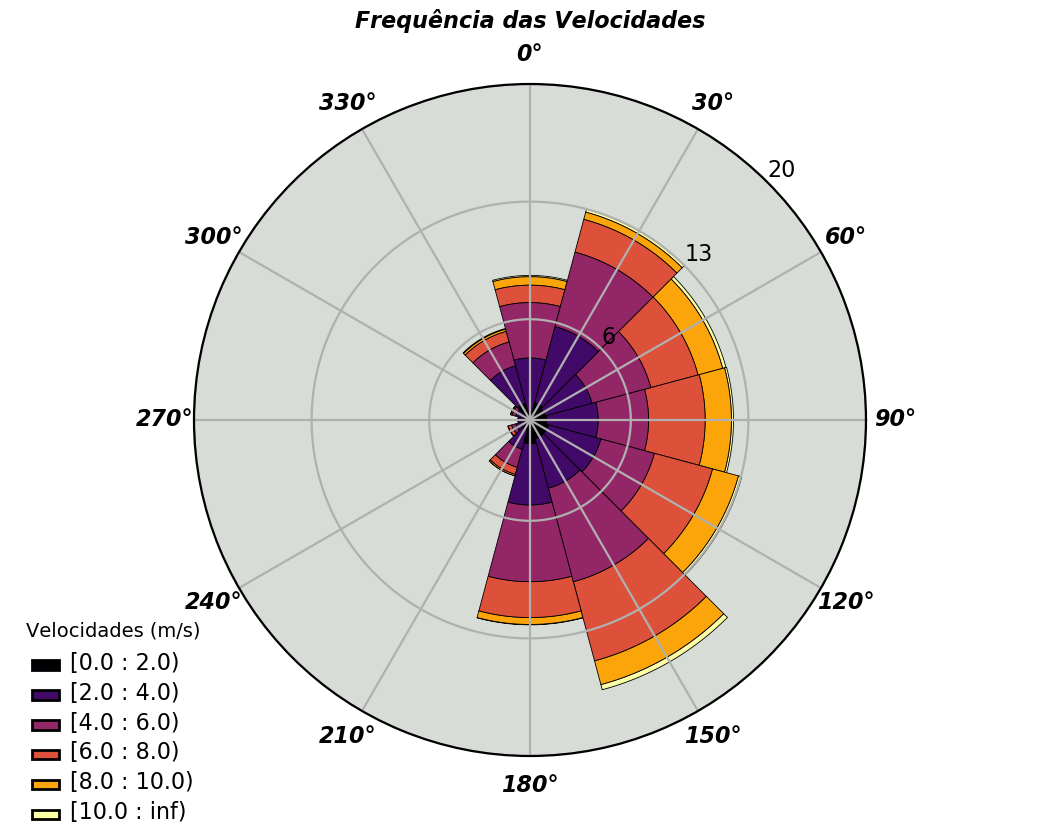 Frequência das Velocidades
0°
330°
30°
20
300°
60°
13
6
270°
90°
240°
120°
210°
150°
180°
Velocidades (m/s)
[0.0 : 2.0)
[2.0 : 4.0)
[4.0 : 6.0)
[6.0 : 8.0)
[8.0 : 10.0)
[10.0 : inf)